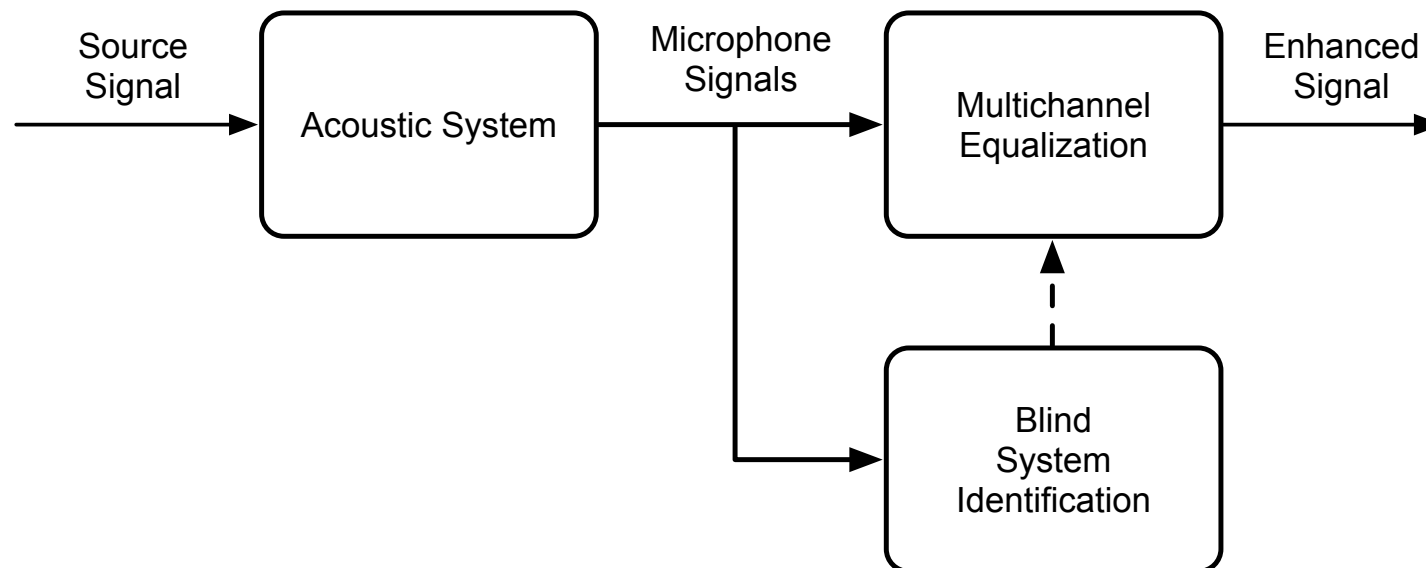 Source
Signal
Acoustic System
Microphone
Signals
Multichannel
Equalization
Enhanced
Signal
Blind
System
Identification